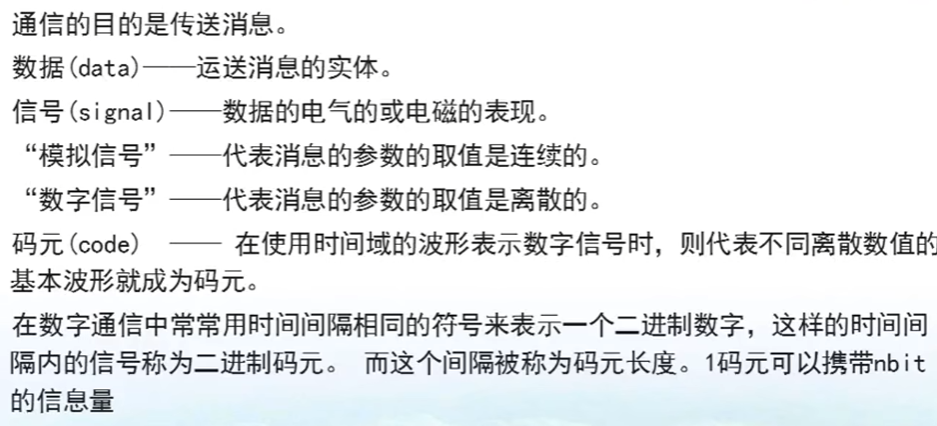 通信的目的是传送消息。
数据(data)——运送消息的实体。
信号(signal)——数据的电气的或电磁的表现。
“模拟信号”——代表消息的参数的取值是连续的。
“数字信号”——代表消息的参数的取值是离散的。
码元(code) —— 在使用时间域的波形表示数字信号时，则代表不同离散数值的
基本波形就成为码元。
在数字通信中常常用时间间隔相同的符号来表示一个二进制数字，这样的时间间
隔内的信号称为二进制码元。 而这个间隔被称为码元长度。1码元可以携带nbit
的信息量